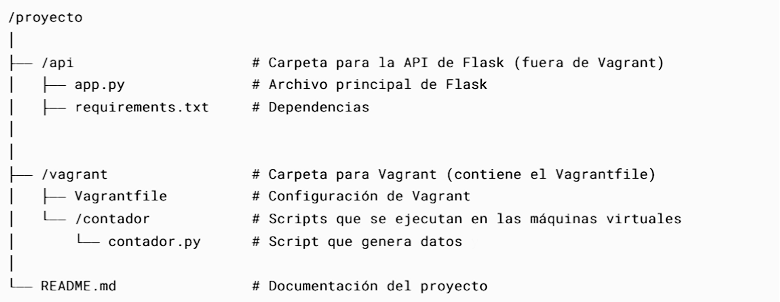 /proyecto
│
├── /api                     # Carpeta para la API de Flask (fuera de Vagrant)
│   ├── app.py               # Archivo principal de Flask
│   ├── requirements.txt     # Dependencias
│
│
├── /vagrant                 # Carpeta para Vagrant (contiene el Vagrantfile)
│   ├── Vagrantfile          # Configuración de Vagrant
│   └── /contador            # Scripts que se ejecutan en las máquinas virtuales
│       └── contador.py      # Script que genera datos
│
└── README.md                # Documentación del proyecto